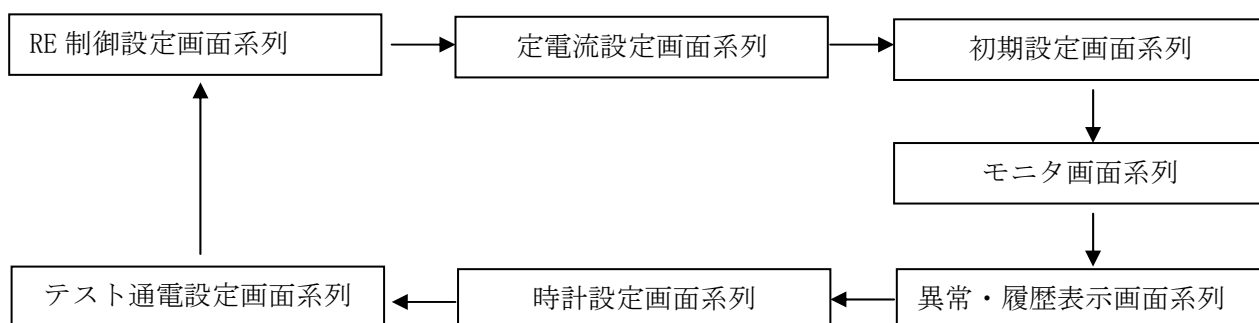 RE 制御設定画面系列
定電流設定画面系列
初期設定画面系列
モニタ画面系列
異常・履歴表示画面系列
時計設定画面系列
テスト通電設定画面系列